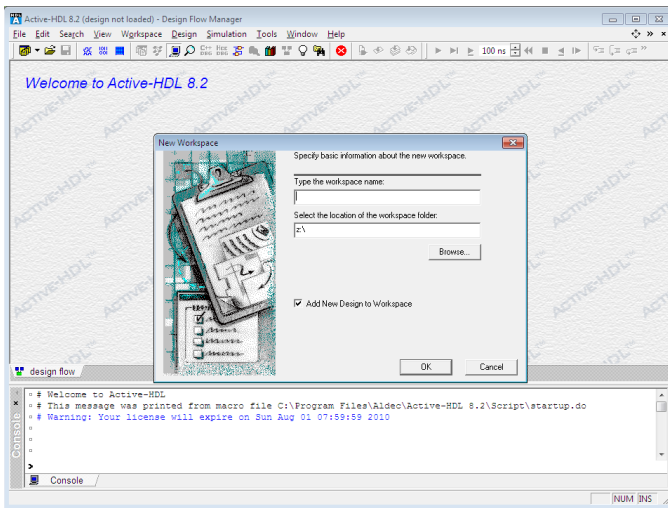 Active-HDL 8.2 (design not loaded) - Design Flow Manager
File Edit Search View Workspace Design Simulation Tools Window Help
100 ns
Welcome to Active-HDL 8.2
New Workspace
Specify basic information about the new workspace.
Type the workspace name:
Select the location of the workspace folder:
z:\
Browse...
Add New Design to Workspace
OK Cancel
design flow
# Welcome to Active-HDL
# This message was printed from macro file C:\Program Files\Aldec\Active-HDL 8.2\Script\startup.do
# Warning: Your license will expire on Sun Aug 01 07:59:59 2010
>
Console
Console
NUM INS